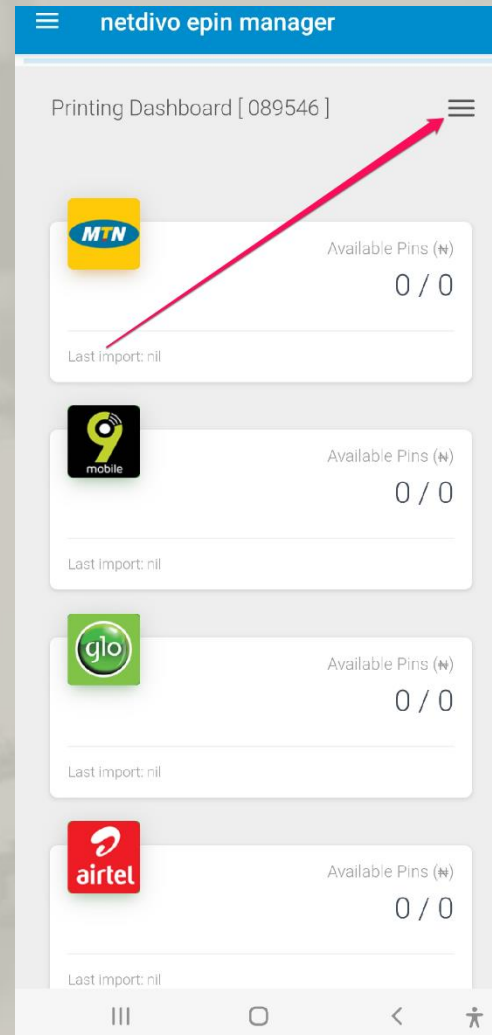 netdivo epin manager
Printing Dashboard [ 089546 ]
MTN
Available Pins (₦)
0 / 0
Last import: nil
9
mobile
Available Pins (₦)
0 / 0
Last import: nil
glo
Available Pins (₦)
0 / 0
Last import: nil
airtel
Available Pins (₦)
0 / 0
Last import: nil